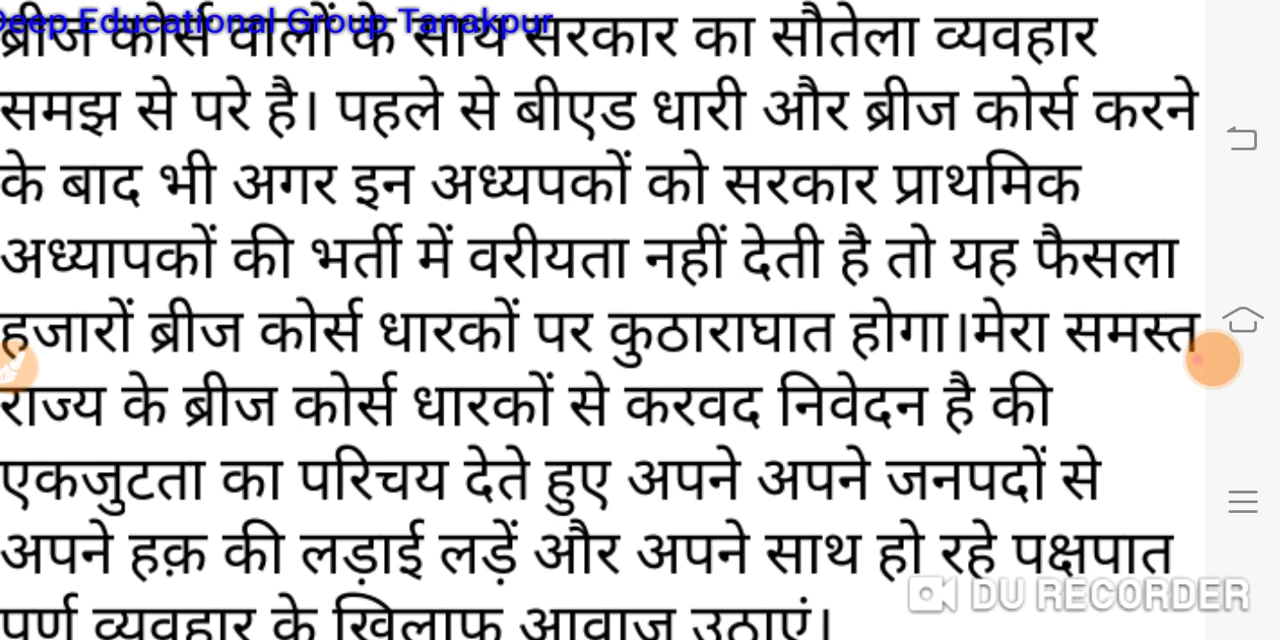 Deep Educational Group Tanakpur
ब्रीज कोर्स वालों के साथ सरकार का सौतेला व्यवहार
समझ से परे है। पहले से बीएड धारी और ब्रीज कोर्स करने
के बाद भी अगर इन अध्यपकों को सरकार प्राथमिक
अध्यापकों की भर्ती में वरीयता नहीं देती है तो यह फैसला
हजारों ब्रीज कोर्स धारकों पर कुठाराघात होगा।मेरा समस्त
राज्य के ब्रीज कोर्स धारकों से करवद निवेदन है की
एकजुटता का परिचय देते हुए अपने अपने जनपदों से
अपने हक़ की लड़ाई लड़ें और अपने साथ हो रहे पक्षपात
पूर्ण व्यवहार के खिलाफ आवाज उठाएं।
DU RECORDER